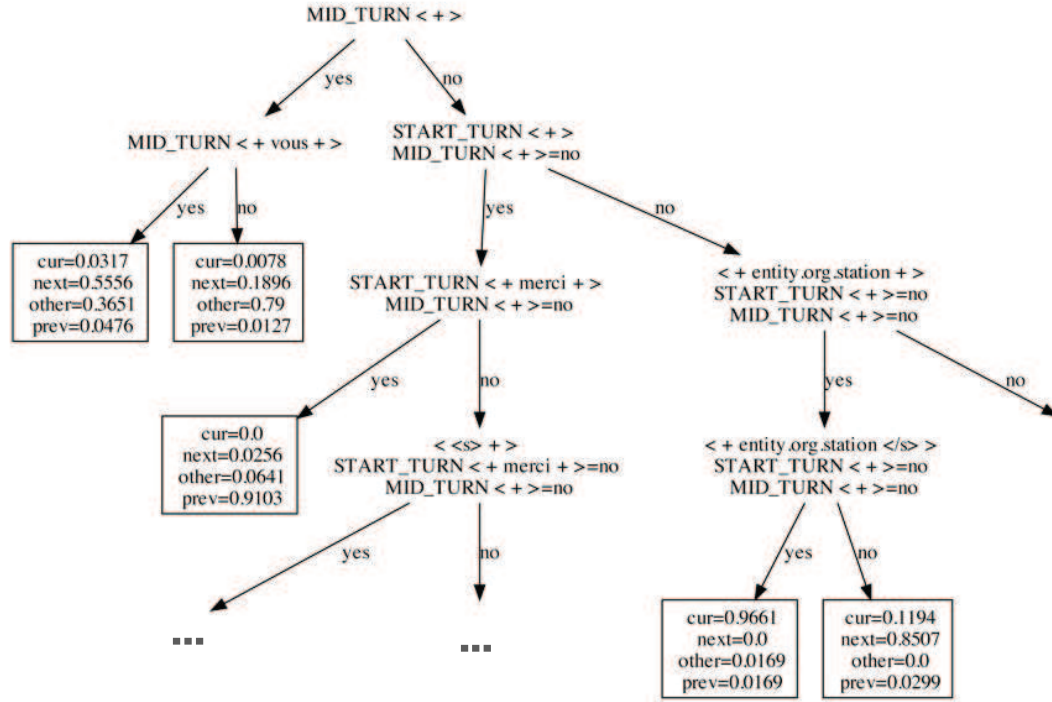 MID_TURN < + >
yes
no
MID_TURN < + vous + >
START_TURN < + >
MID_TURN < + >=no
yes
no
yes
no
cur=0.0317
next=0.5556
other=0.3651
prev=0.0476
cur=0.0078
next=0.1896
other=0.79
prev=0.0127
START_TURN < + merci + >
MID_TURN < + >=no
< + entity.org.station + >
START_TURN < + >=no
MID_TURN < + >=no
yes
no
yes
no
cur=0.0
next=0.0256
other=0.0641
prev=0.9103
< <s> + >
START_TURN < + merci + >=no
MID_TURN < + >=no
< + entity.org.station </s> >
START_TURN < + >=no
MID_TURN < + >=no
yes
no
yes
no
...
...
cur=0.9661
next=0.0
other=0.0169
prev=0.0169
cur=0.1194
next=0.8507
other=0.0
prev=0.0299